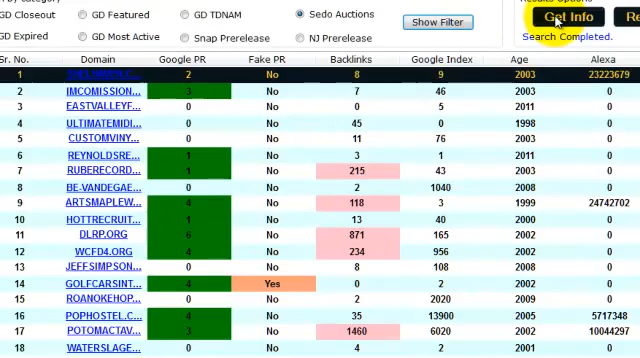 by Category
Results Options
GD Closeout GD Featured GD TDNAM Sedo Auctions Show Filter Get Info Re
GD Expired GD Most Active Snap Prerelease NJ Prerelease Search Completed.
Sr. No. Domain Google PR Fake PR Backlinks Google Index Age Alexa
1 2 No 8 9 2003 23223679
2 IMCOMISSION... 3 No 7 46 2003 0
3 EASTVALLEYF... 0 No 0 5 2011 0
4 ULTIMATEMIDI... 0 No 45 0 1998 0
5 CUSTOMVINY... 0 No 11 76 2003 0
6 REYNOLDSRE... 1 No 3 1 2011 0
7 RUBERECORD... 1 No 215 43 2003 0
8 BE-VANDEGAE... 0 No 2 1040 2008 0
9 ARTSMAPLEW... 4 No 118 3 1999 24742702
10 HOTTRECRUIT... 1 No 13 40 2000 0
11 DLRP.ORG 6 No 871 165 2002 0
12 WCFD4.ORG 4 No 234 956 2002 0
13 JEFFSIMPSON... 0 No 8 108 2008 0
14 GOLFCARSINT... 4 Yes 0 2 2002 0
15 ROANOKEHOP... 0 No 2 2020 2009 0
16 POPHOSTEL.C... 4 No 35 13900 2005 5717348
17 POTOMACTAV... 3 No 1460 6020 2002 10044297
18 WATERSLAGE... 0 No 4 2 2001 0